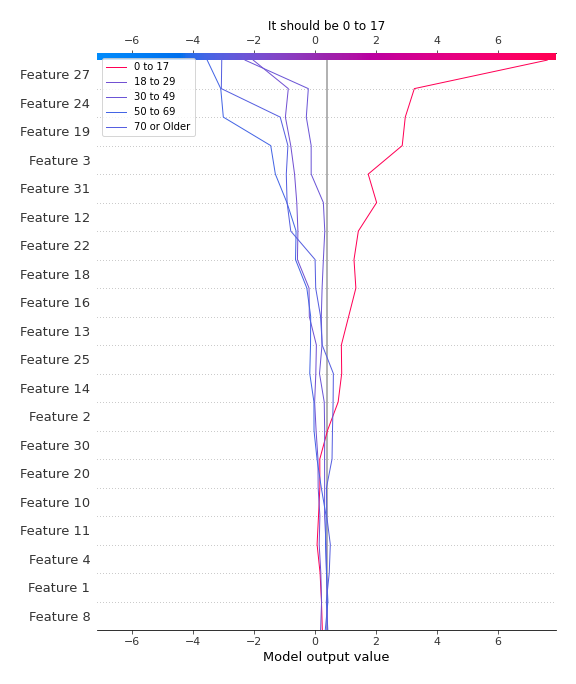 It should be 0 to 17
−6 −4 −2 0 2 4 6
0 to 17
18 to 29
30 to 49
50 to 69
70 or Older
Feature 27
Feature 24
Feature 19
Feature 3
Feature 31
Feature 12
Feature 22
Feature 18
Feature 16
Feature 13
Feature 25
Feature 14
Feature 2
Feature 30
Feature 20
Feature 10
Feature 11
Feature 4
Feature 1
Feature 8
−6 −4 −2 0 2 4 6
Model output value